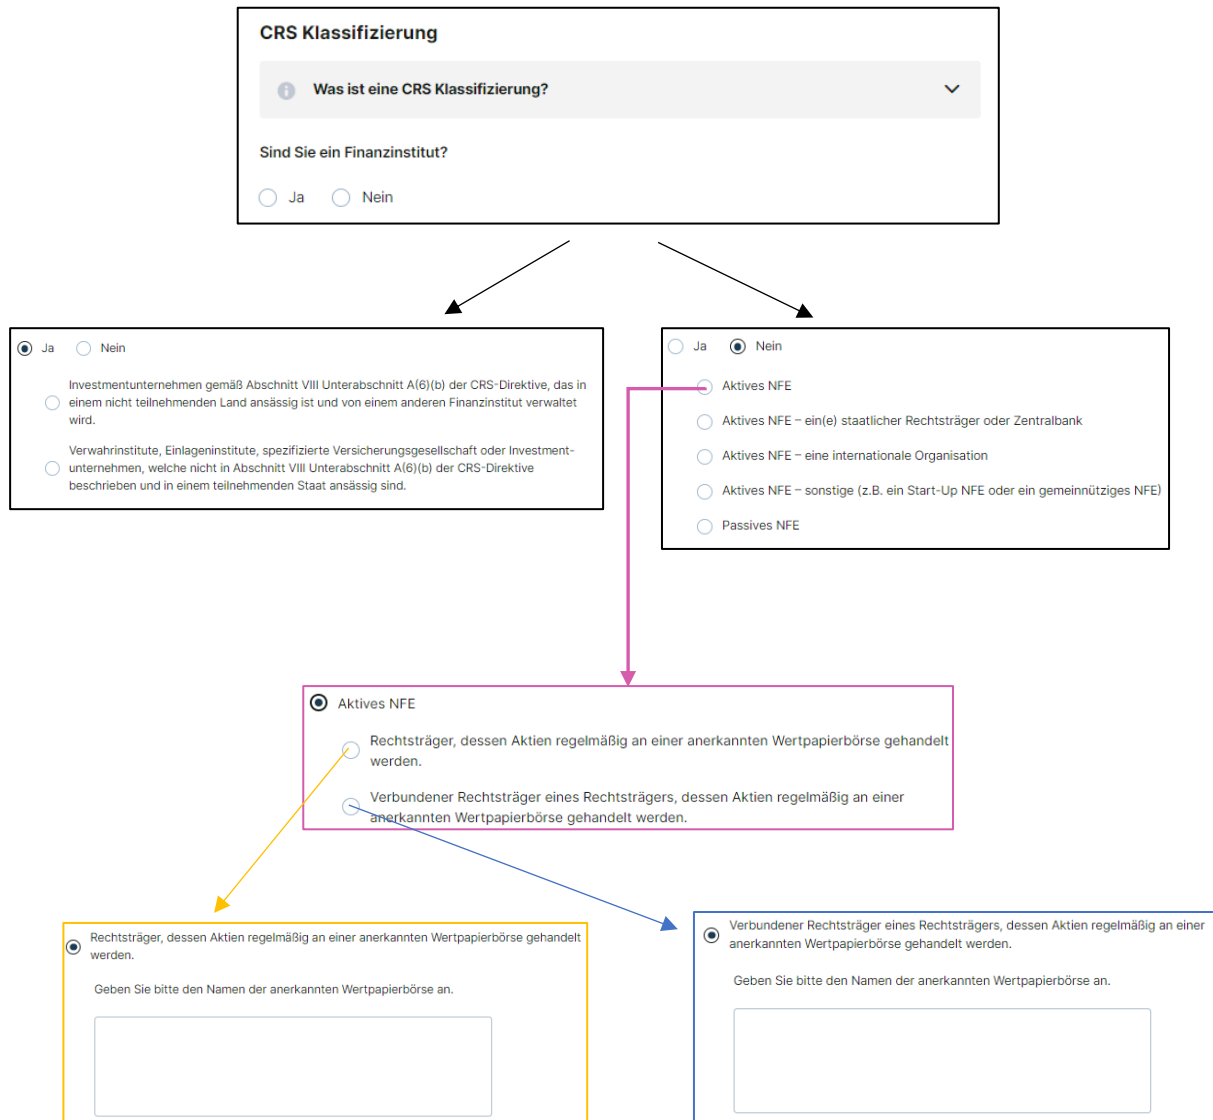 CRS Klassifizierung
Was ist eine CRS Klassifizierung?
Sind Sie ein Finanzinstitut?
Ja Nein
Ja Nein
Investmentunternehmen gemäß Abschnitt VIII Unterabschnitt A(6)(b) der CRS-Direktive, das in
einem nicht teilnehmenden Land ansässig ist und von einem anderen Finanzinstitut verwaltet
wird.
Verwahrinstitute, Einlageninstitute, spezifizierte Versicherungsgesellschaft oder Investment-
unternehmen, welche nicht in Abschnitt VIII Unterabschnitt A(6)(b) der CRS-Direktive
beschrieben und in einem teilnehmenden Staat ansässig sind.
Ja Nein
Aktives NFE
Aktives NFE – ein(e) staatlicher Rechtsträger oder Zentralbank
Aktives NFE – eine internationale Organisation
Aktives NFE – sonstige (z.B. ein Start-Up NFE oder ein gemeinnütziges NFE)
Passives NFE
Aktives NFE
Rechtsträger, dessen Aktien regelmäßig an einer anerkannten Wertpapierbörse gehandelt
werden.
Verbundener Rechtsträger eines Rechtsträgers, dessen Aktien regelmäßig an einer
anerkannten Wertpapierbörse gehandelt werden.
Rechtsträger, dessen Aktien regelmäßig an einer anerkannten Wertpapierbörse gehandelt
werden.
Geben Sie bitte den Namen der anerkannten Wertpapierbörse an.
Verbundener Rechtsträger eines Rechtsträgers, dessen Aktien regelmäßig an einer
anerkannten Wertpapierbörse gehandelt werden.
Geben Sie bitte den Namen der anerkannten Wertpapierbörse an.